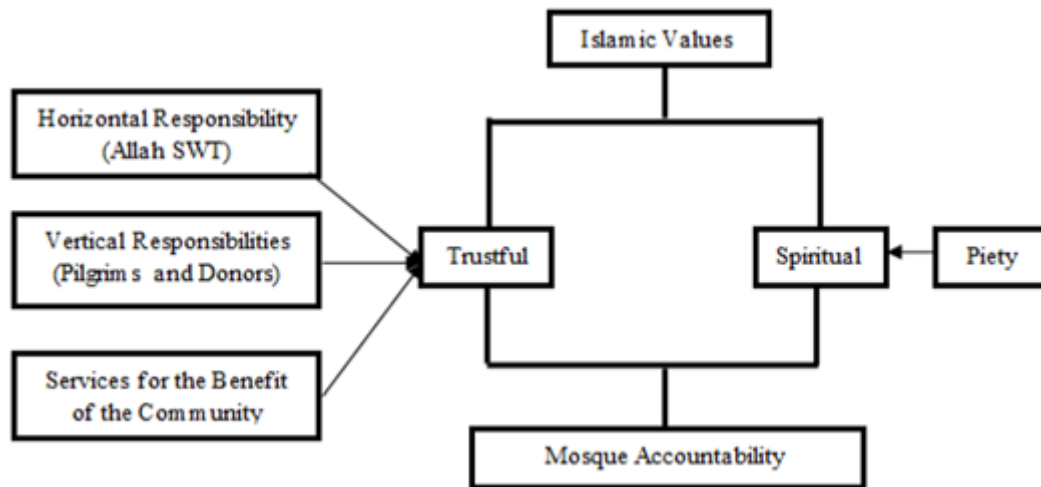 Islamic Values
Horizontal Responsibility
(Allah SWT)
Vertical Responsibilities
(Pilgrims and Donors)
Trustful
Spiritual
Piety
Services for the Benefit
of the Community
Mosque Accountability